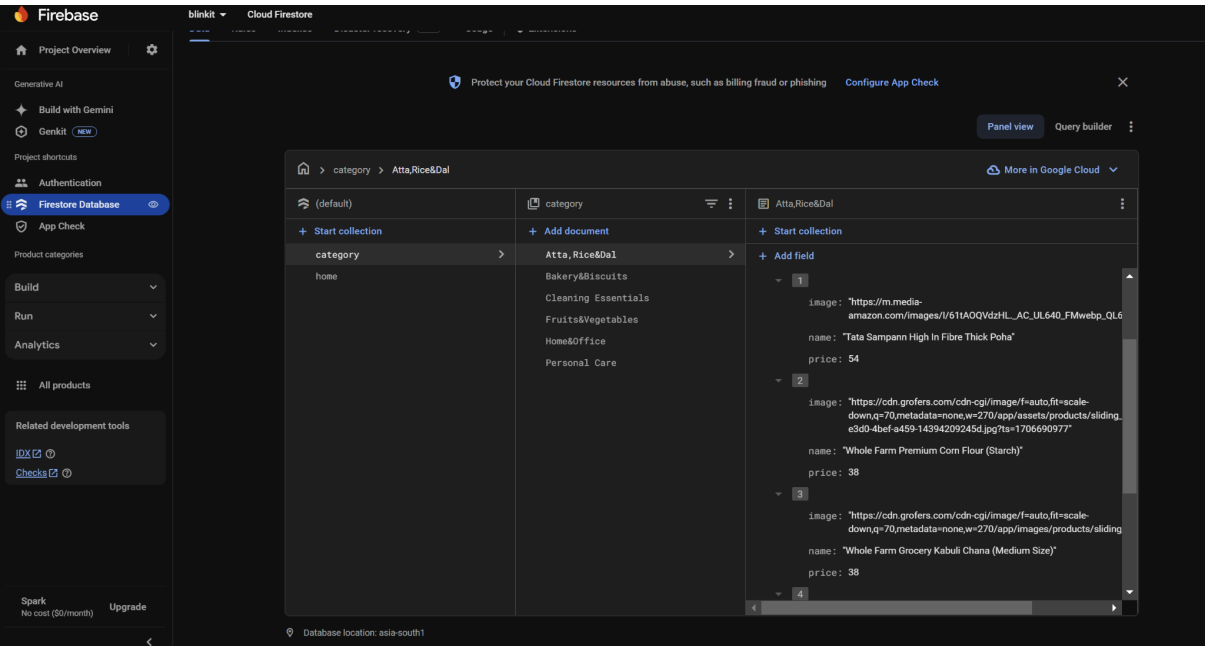 Firebase
blinkit
Cloud Firestore
Project Overview
Generative AI
Build with Gemini
Genkit NEW
Project shortcuts
Authentication
Firestore Database
App Check
Product categories
Build
Run
Analytics
All products
Related development tools
IDX
Checks
Spark
No cost ($0/month)
Upgrade
Protect your Cloud Firestore resources from abuse, such as billing fraud or phishing Configure App Check
Panel view Query builder
category > Atta,Rice&Dal
More in Google Cloud
(default)
+ Start collection
category
home
category
+ Add document
Atta,Rice&Dal
Bakery&Biscuits
Cleaning Essentials
Fruits&Vegetables
Home&Office
Personal Care
Atta,Rice&Dal
+ Start collection
+ Add field
1
image: "https://m.media-
amazon.com/images/I/61tAOQVdzHL._AC_UL640_FMwebp_QL6
name: "Tata Sampann High In Fibre Thick Poha"
price: 54
2
image: "https://cdn.grofers.com/cdn-cgi/image/f=auto,fit=scale-
down,q=70,metadata=none,w=270/app/assets/products/sliding_
e3d0-4bef-a459-14394209245d.jpg?ts=1706690977"
name: "Whole Farm Premium Corn Flour (Starch)"
price: 38
3
image: "https://cdn.grofers.com/cdn-cgi/image/f=auto,fit=scale-
down,q=70,metadata=none,w=270/app/images/products/sliding
name: "Whole Farm Grocery Kabuli Chana (Medium Size)"
price: 38
4
Database location: asia-south1